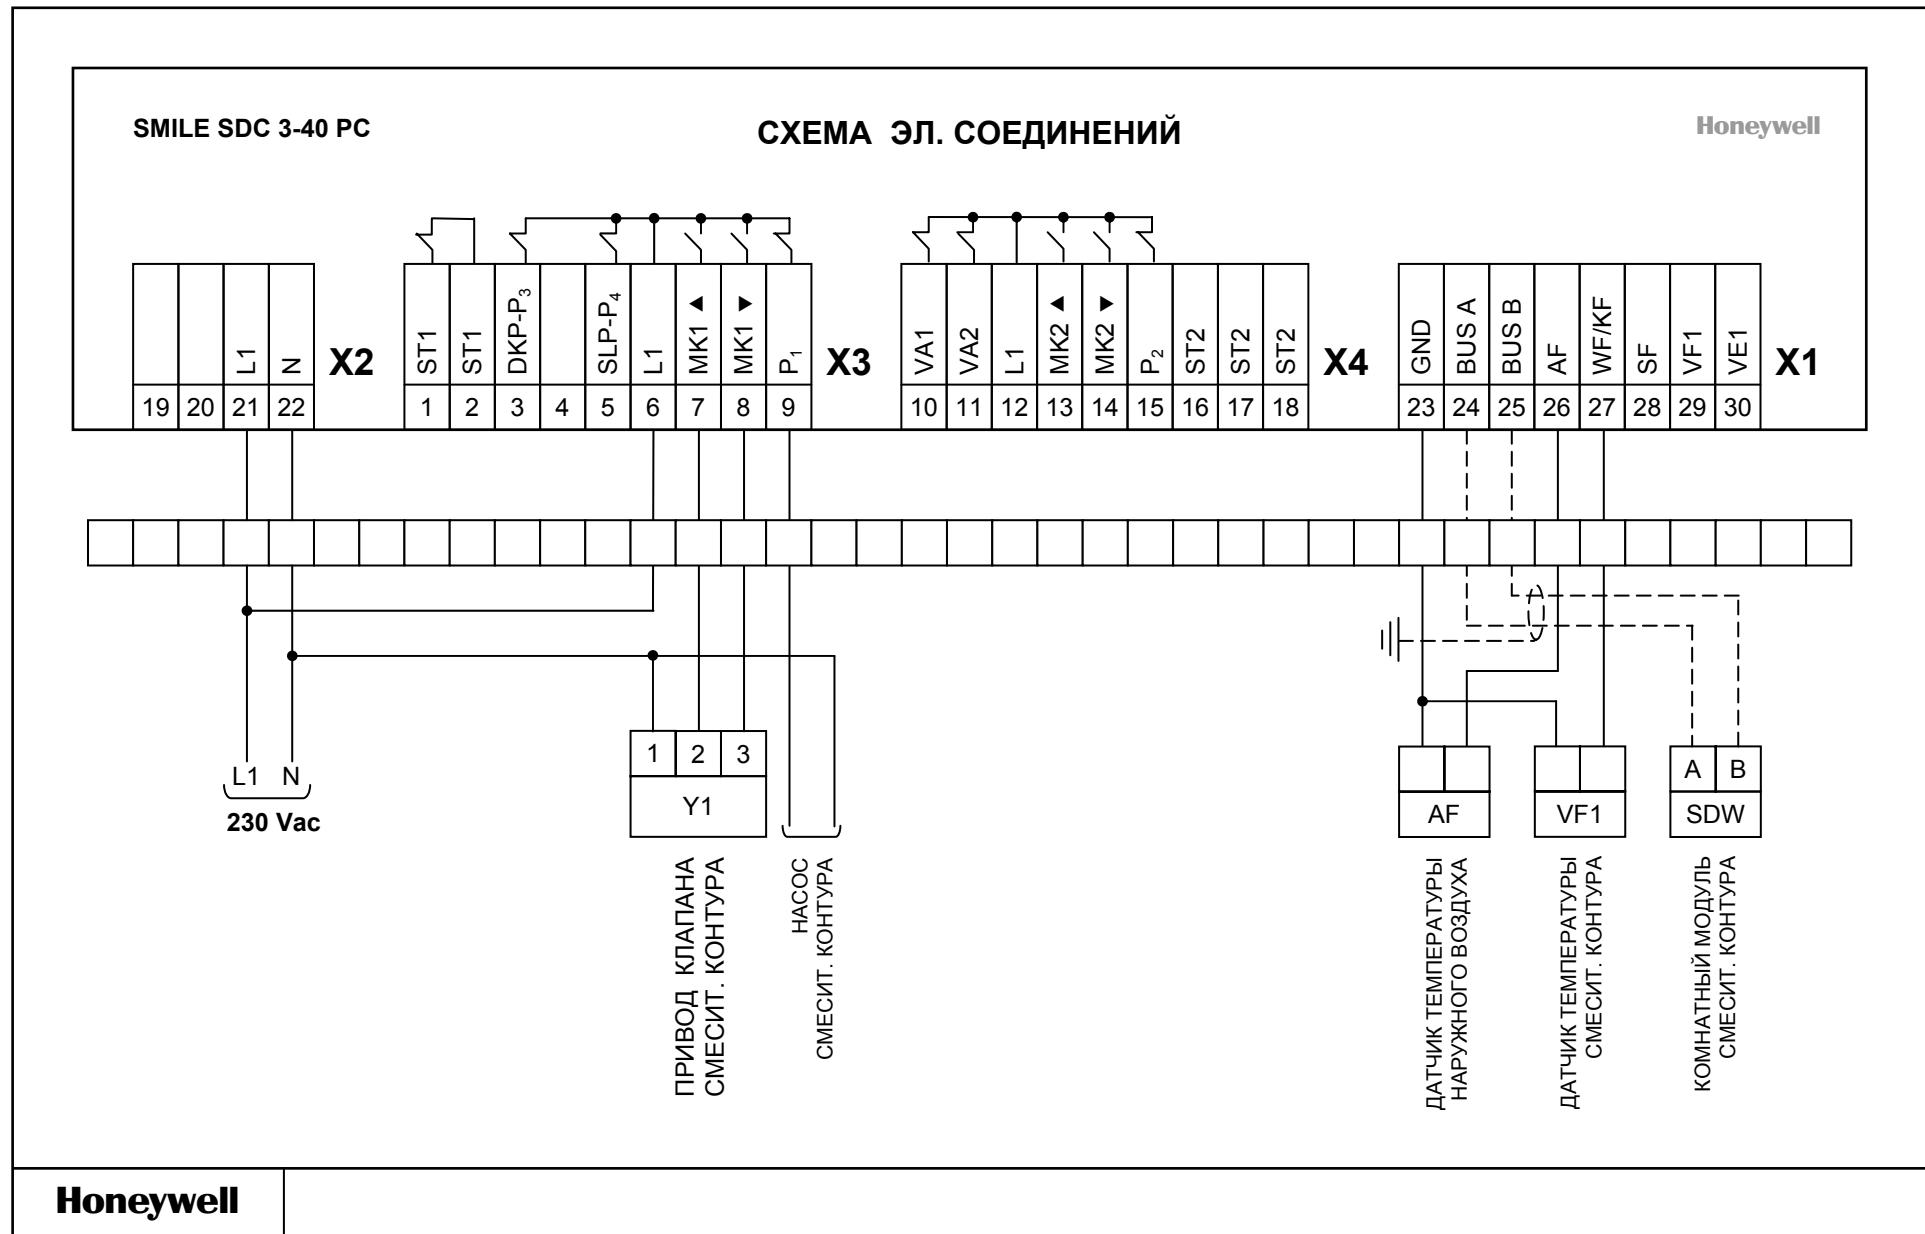 SMILE SDC 3-40 PC
СХЕМА ЭЛ. СОЕДИНЕНИЙ
Honeywell
L1
N
X2
19 20 21 22
ST1
ST1
DKP-P3
SLP-P4
L1
MK1 ▲
MK1 ▼
P1
X3
1 2 3 4 5 6 7 8 9
VA1
VA2
L1
MK2 ▲
MK2 ▼
P2
ST2
ST2
ST2
X4
10 11 12 13 14 15 16 17 18
GND
BUS A
BUS B
AF
WF/KF
SF
VF1
VE1
X1
23 24 25 26 27 28 29 30
L1 N
230 Vac
1 2 3
Y1
ПРИВОД КЛАПАНА
СМЕСИТ. КОНТУРА
НАСОС
СМЕСИТ. КОНТУРА
AF
ДАТЧИК ТЕМПЕРАТУРЫ
НАРУЖНОГО ВОЗДУХА
VF1
ДАТЧИК ТЕМПЕРАТУРЫ
СМЕСИТ. КОНТУРА
A B
SDW
КОМНАТНЫЙ МОДУЛЬ
СМЕСИТ. КОНТУРА
Honeywell